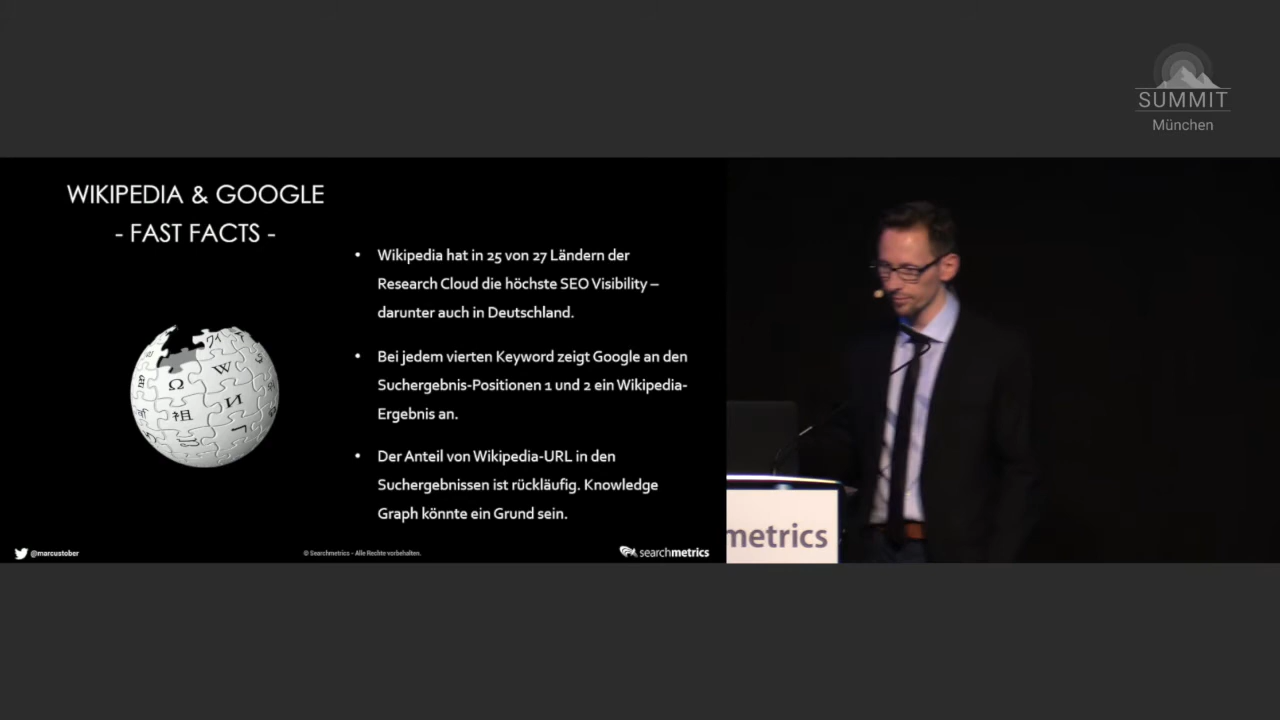 SUMMIT
München
WIKIPEDIA & GOOGLE
- FAST FACTS -
• Wikipedia hat in 25 von 27 Ländern der
Research Cloud die höchste SEO Visibility –
darunter auch in Deutschland.
• Bei jedem vierten Keyword zeigt Google an den
Suchergebnis-Positionen 1 und 2 ein Wikipedia-
Ergebnis an.
• Der Anteil von Wikipedia-URL in den
Suchergebnissen ist rückläufig. Knowledge
Graph könnte ein Grund sein.
Ω
W
И
祖
ウィ
@marcustober
© Searchmetrics – Alle Rechte vorbehalten.
searchmetrics
metrics